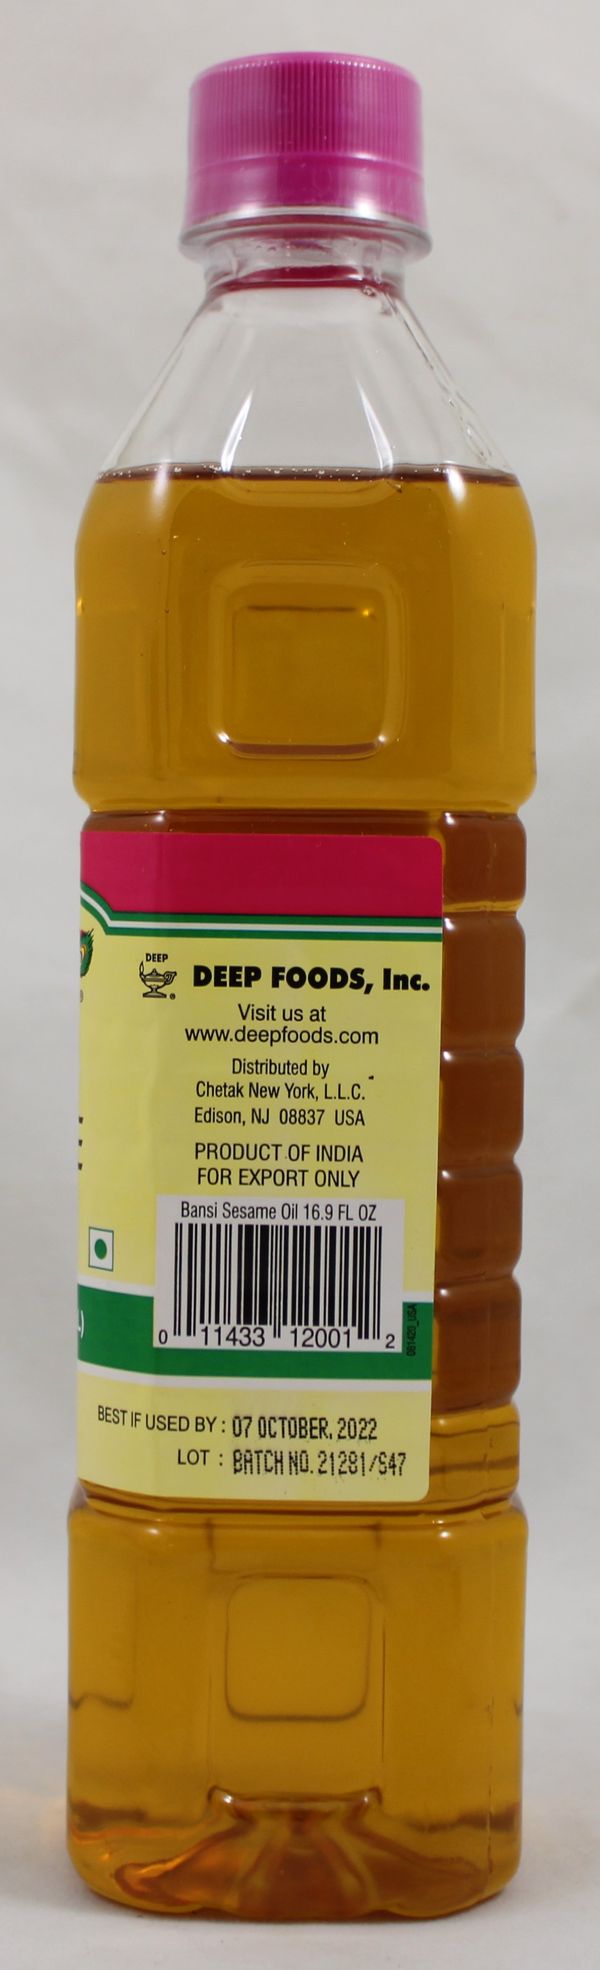 DEEP
DEEP FOODS, Inc.
Visit us at
www.deepfoods.com
Distributed by
Chetak New York, L.L.C.
Edison, NJ 08837 USA
PRODUCT OF INDIA
FOR EXPORT ONLY
Bansi Sesame Oil 16.9 FL OZ
0 11433 12001 2
081420_USA
BEST IF USED BY : 07 OCTOBER. 2022
LOT : BATCH NO. 21281/S47